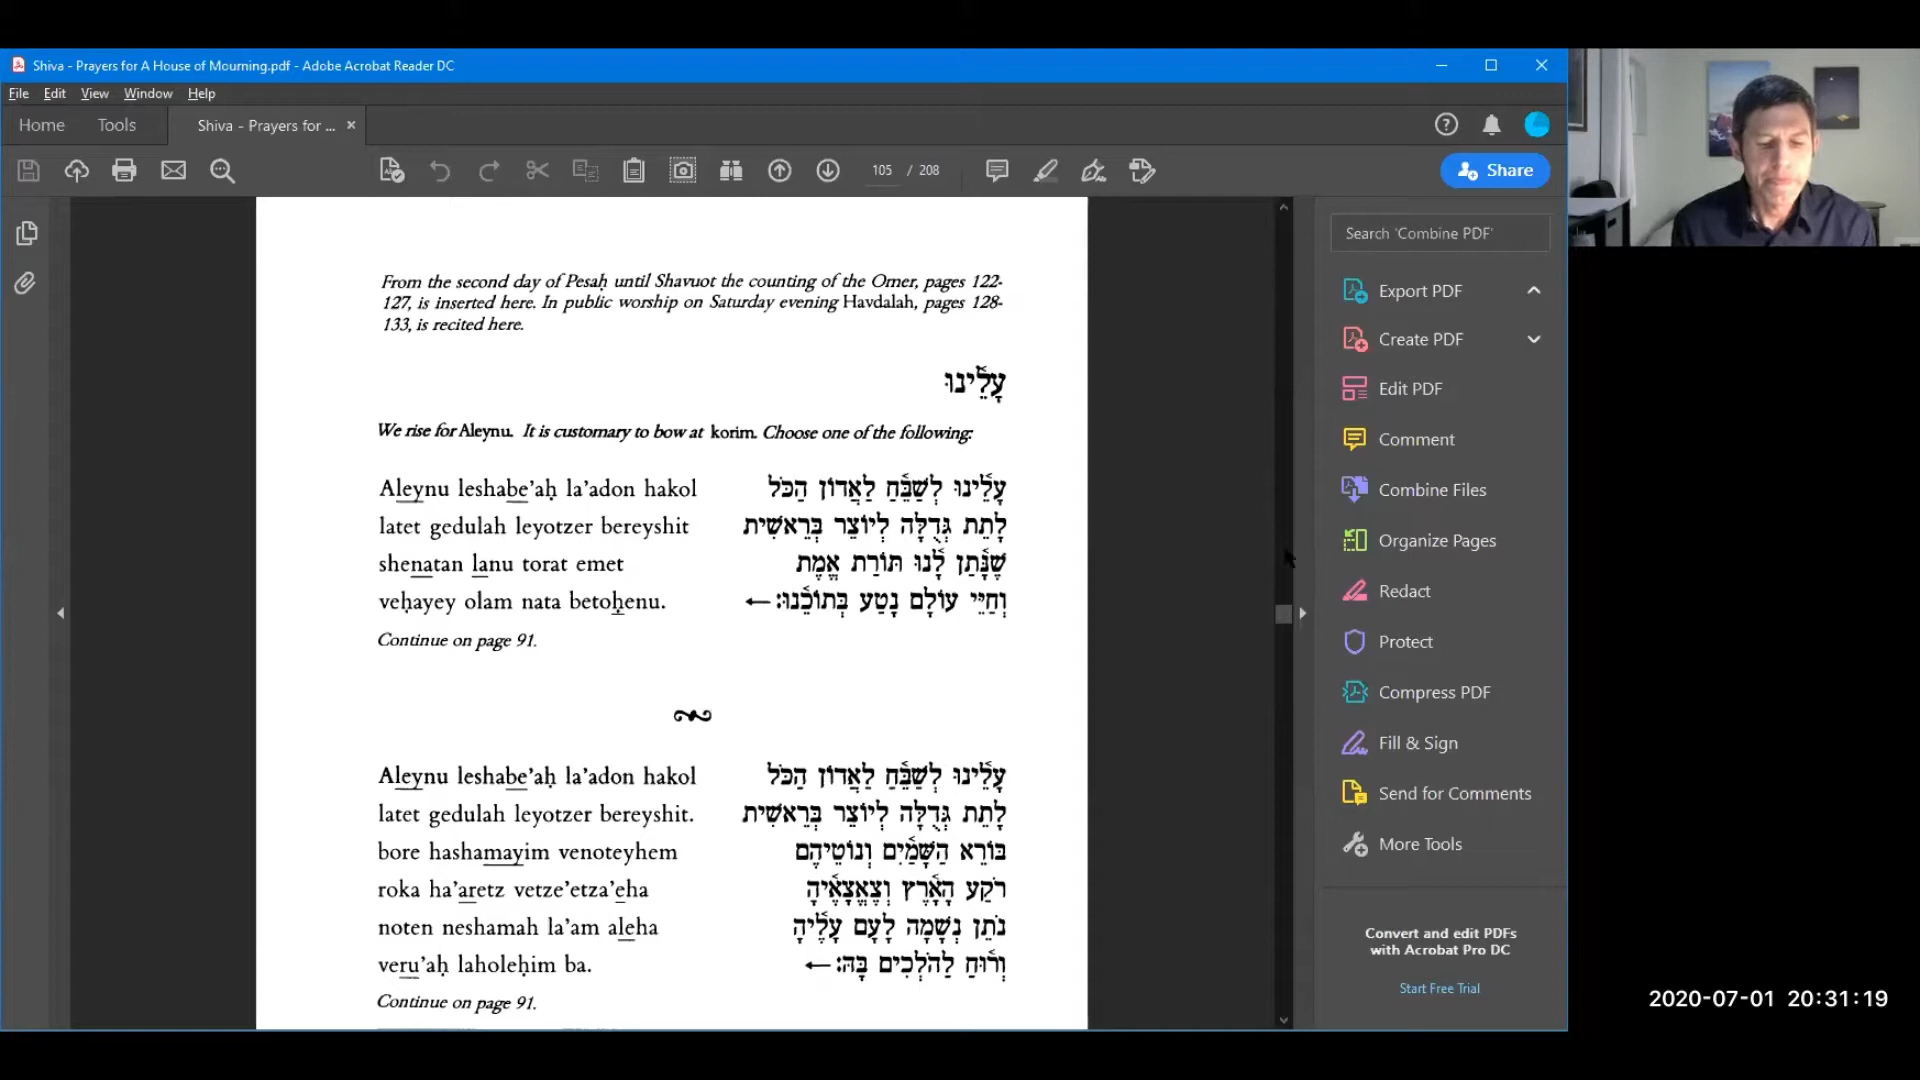 Shiva - Prayers for A House of Mourning.pdf - Adobe Acrobat Reader DC
File Edit View Window Help
Home Tools Shiva - Prayers for ... ×
105 / 208
Share
Search 'Combine PDF'
From the second day of Pesaḥ until Shavuot the counting of the Omer, pages 122-
127, is inserted here. In public worship on Saturday evening Havdalah, pages 128-
133, is recited here.
עָלֵֽינוּ
We rise for Aleynu. It is customary to bow at korim. Choose one of the following:
Aleynu leshabe’aḥ la’adon hakol
latet gedulah leyotzer bereyshit
shenatan lanu torat emet
veḥayey olam nata betoḥenu.
Continue on page 91.
עָלֵֽינוּ לְשַׁבֵּֽחַ לַאֲדוֹן הַכֹּל
לָתֵת גְּדֻלָּה לְיוֹצֵר בְּרֵאשִׁית
שֶׁנָּֽתַן לָֽנוּ תּוֹרַת אֱמֶת
וְחַיֵּי עוֹלָם נָטַע בְּתוֹכֵֽנוּ: ←
Aleynu leshabe’aḥ la’adon hakol
latet gedulah leyotzer bereyshit.
bore hashamayim venoteyhem
roka ha’aretz vetze’etza’eha
noten neshamah la’am aleha
veru’aḥ laholeḥim ba.
Continue on page 91.
עָלֵֽינוּ לְשַׁבֵּֽחַ לַאֲדוֹן הַכֹּל
לָתֵת גְּדֻלָּה לְיוֹצֵר בְּרֵאשִׁית
בּוֹרֵא הַשָּׁמַֽיִם וְנוֹטֵיהֶם
רֹקַע הָאָֽרֶץ וְצֶאֱצָאֶֽיהָ
נֹתֵן נְשָׁמָה לָעָם עָלֶֽיהָ
וְרֽוּחַ לַהֹלְכִים בָּהּ: ←
Export PDF
Create PDF
Edit PDF
Comment
Combine Files
Organize Pages
Redact
Protect
Compress PDF
Fill & Sign
Send for Comments
More Tools
Convert and edit PDFs
with Acrobat Pro DC
Start Free Trial
2020-07-01 20:31:19